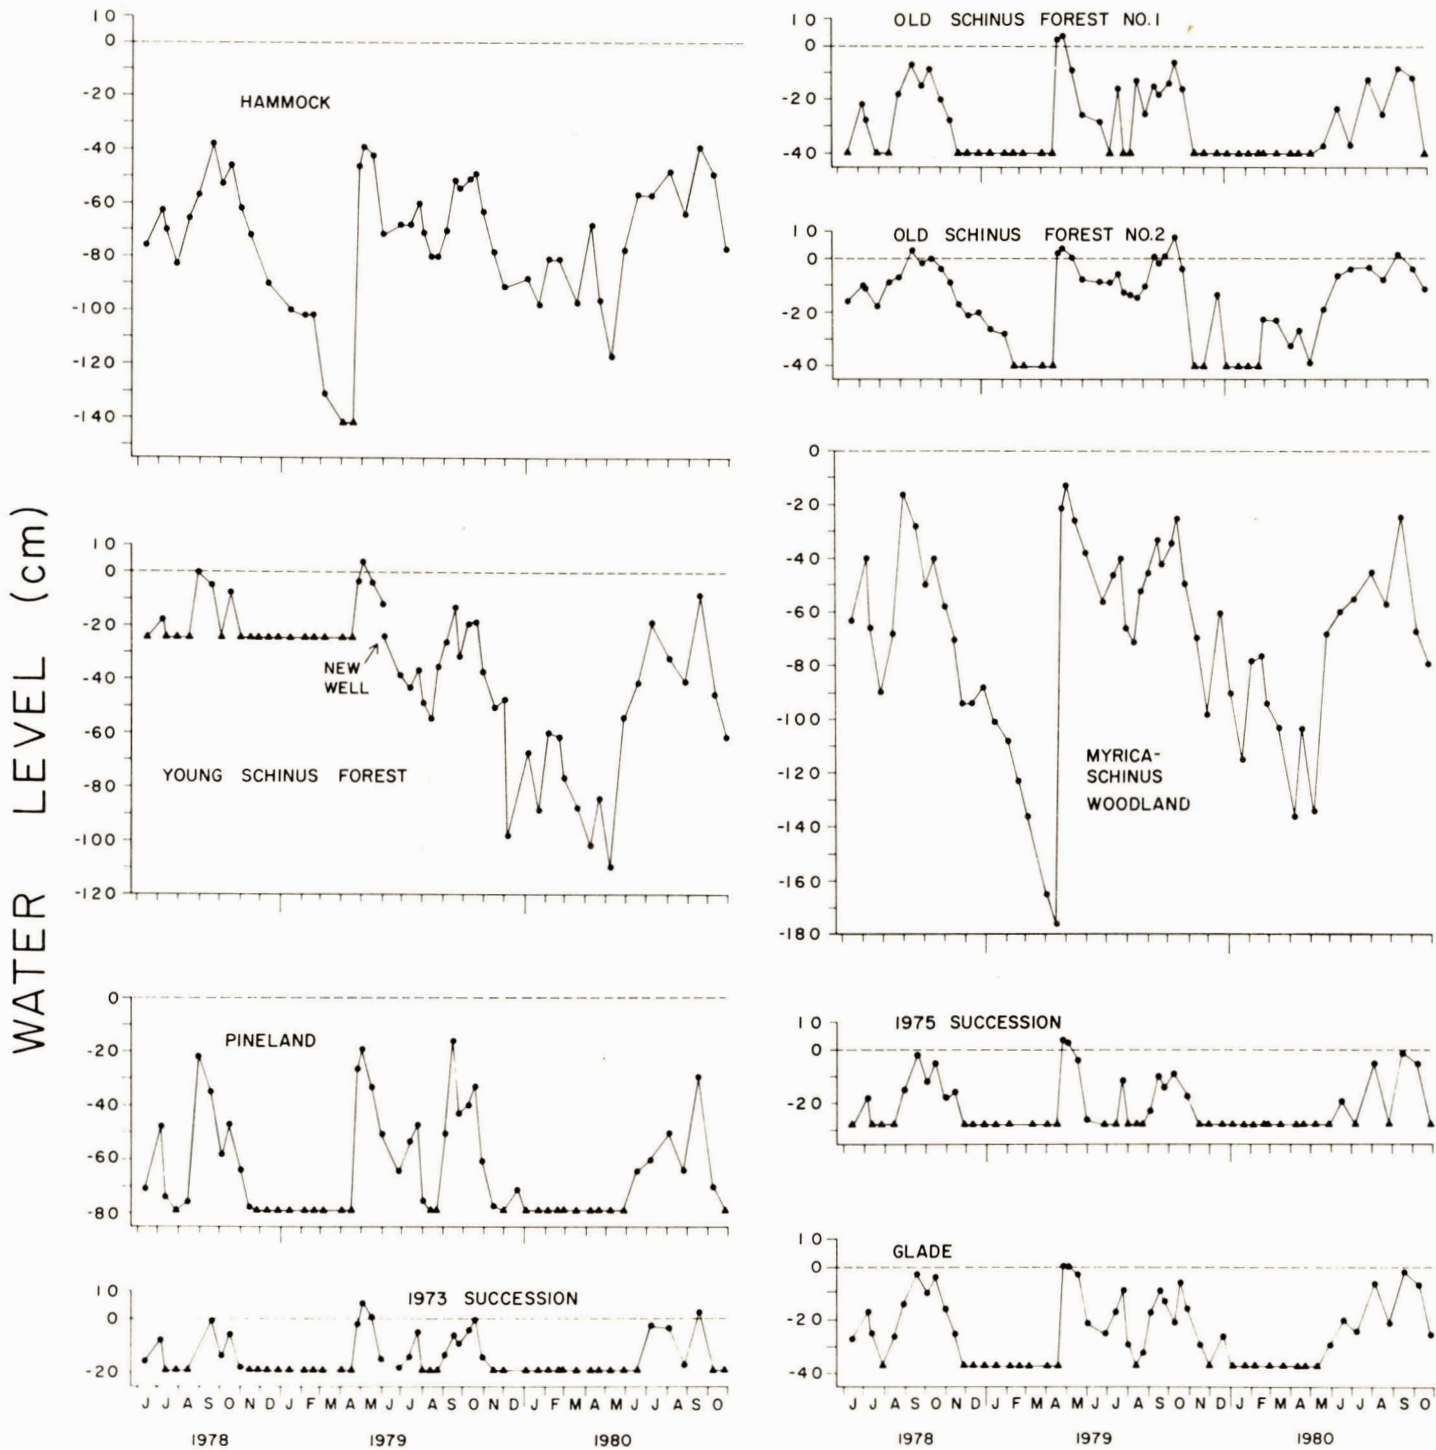 WATER LEVEL (cm)
10
0
-20
-40
-60
-80
-100
-120
-140
HAMMOCK
10
0
-20
-40
-60
-80
-100
-120
NEW
WELL
YOUNG SCHINUS FOREST
0
-20
-40
-60
-80
PINELAND
10
0
-20
1973 SUCCESSION
J J A S O N D J F M A M J J A S O N D J F M A M J J A S O
1978 1979 1980
OLD SCHINUS FOREST NO.1
10
0
-20
-40
OLD SCHINUS FOREST NO.2
10
0
-20
-40
0
-20
-40
-60
-80
-100
-120
-140
-160
-180
MYRICA-
SCHINUS
WOODLAND
1975 SUCCESSION
10
0
-20
GLADE
10
0
-20
-40
J J A S O N D J F M A M J J A S O N D J F M A M J J A S O
1978 1979 1980